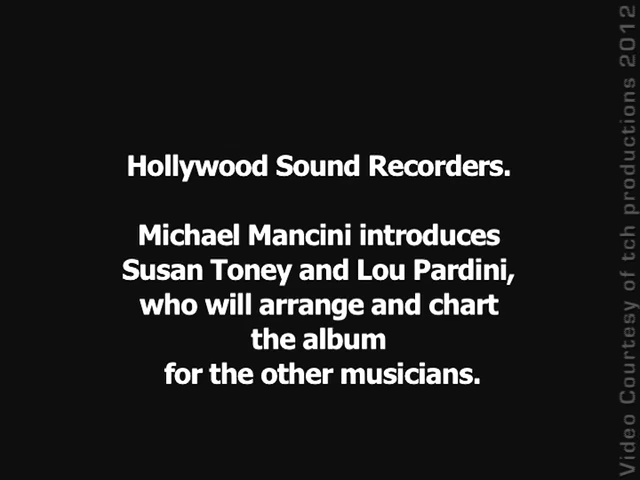 Hollywood Sound Recorders.
Michael Mancini introduces
Susan Toney and Lou Pardini,
who will arrange and chart
the album
for the other musicians.
Video Courtesy of tch productions 2012